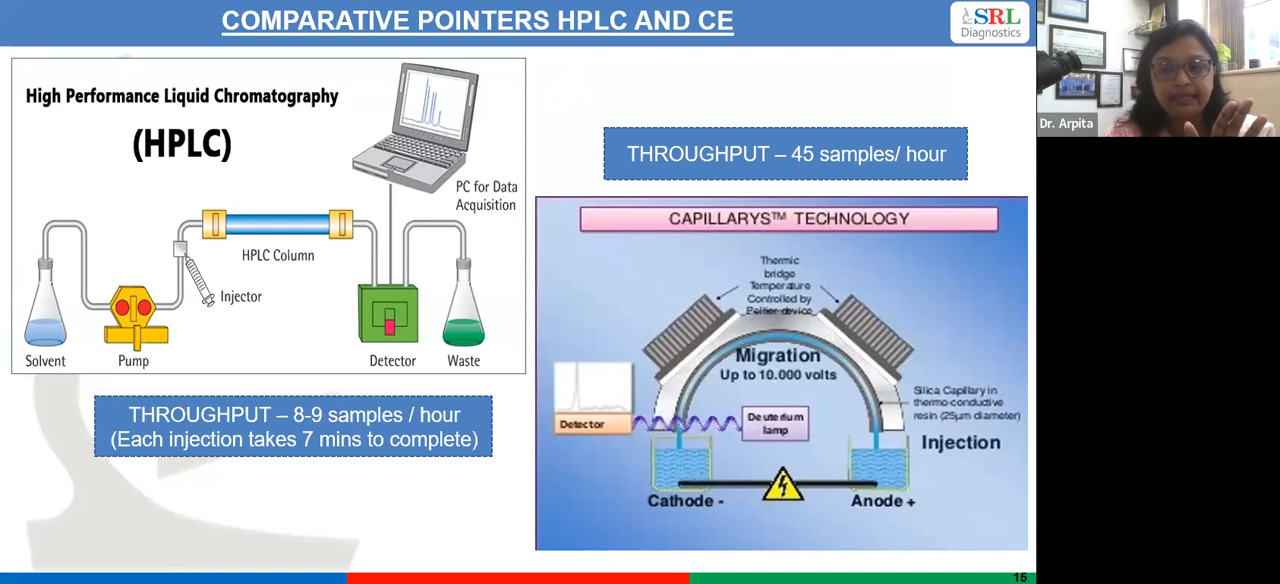 COMPARATIVE POINTERS HPLC AND CE
SRL
Diagnostics
Dr. Arpita
High Performance Liquid Chromatography
(HPLC)
PC for Data
Acquisition
HPLC Column
Injector
Solvent
Pump
Detector
Waste
THROUGHPUT – 8-9 samples / hour
(Each injection takes 7 mins to complete)
THROUGHPUT – 45 samples/ hour
CAPILLARYS™ TECHNOLOGY
Thermic
bridge
Temperature
Controlled by
Peltier device
Migration
Up to 10.000 volts
Silica Capillary in
thermo-conductive
resin (25µm diameter)
Detector
Deuterium
lamp
Injection
Cathode -
Anode +
15